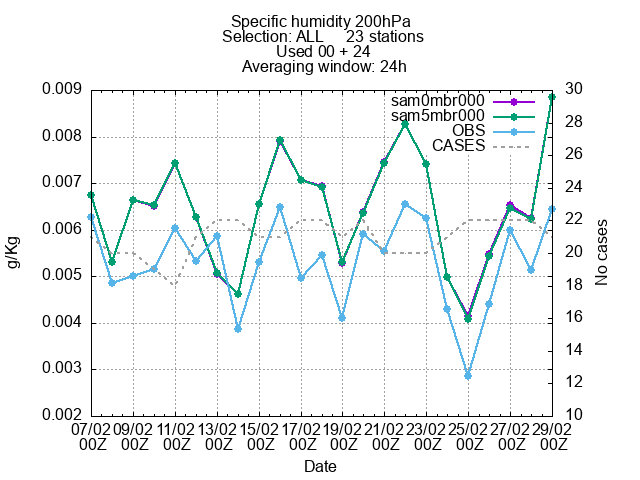 Specific humidity 200hPa
Selection: ALL     23 stations
Used 00 + 24
Averaging window: 24h
sam0mbr000
sam5mbr000
OBS
CASES
0.009
0.008
0.007
0.006
0.005
0.004
0.003
0.002
g/Kg
30
28
26
24
22
20
18
16
14
12
10
No cases
07/02 09/02 11/02 13/02 15/02 17/02 19/02 21/02 23/02 25/02 27/02 29/02
00Z 00Z 00Z 00Z 00Z 00Z 00Z 00Z 00Z 00Z 00Z 00Z
Date